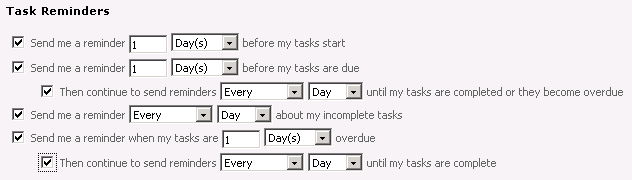 Task Reminders
Send me a reminder 1 Day(s) before my tasks start
Send me a reminder 1 Day(s) before my tasks are due
Then continue to send reminders Every Day until my tasks are completed or they become overdue
Send me a reminder Every Day about my incomplete tasks
Send me a reminder when my tasks are 1 Day(s) overdue
Then continue to send reminders Every Day until my tasks are complete